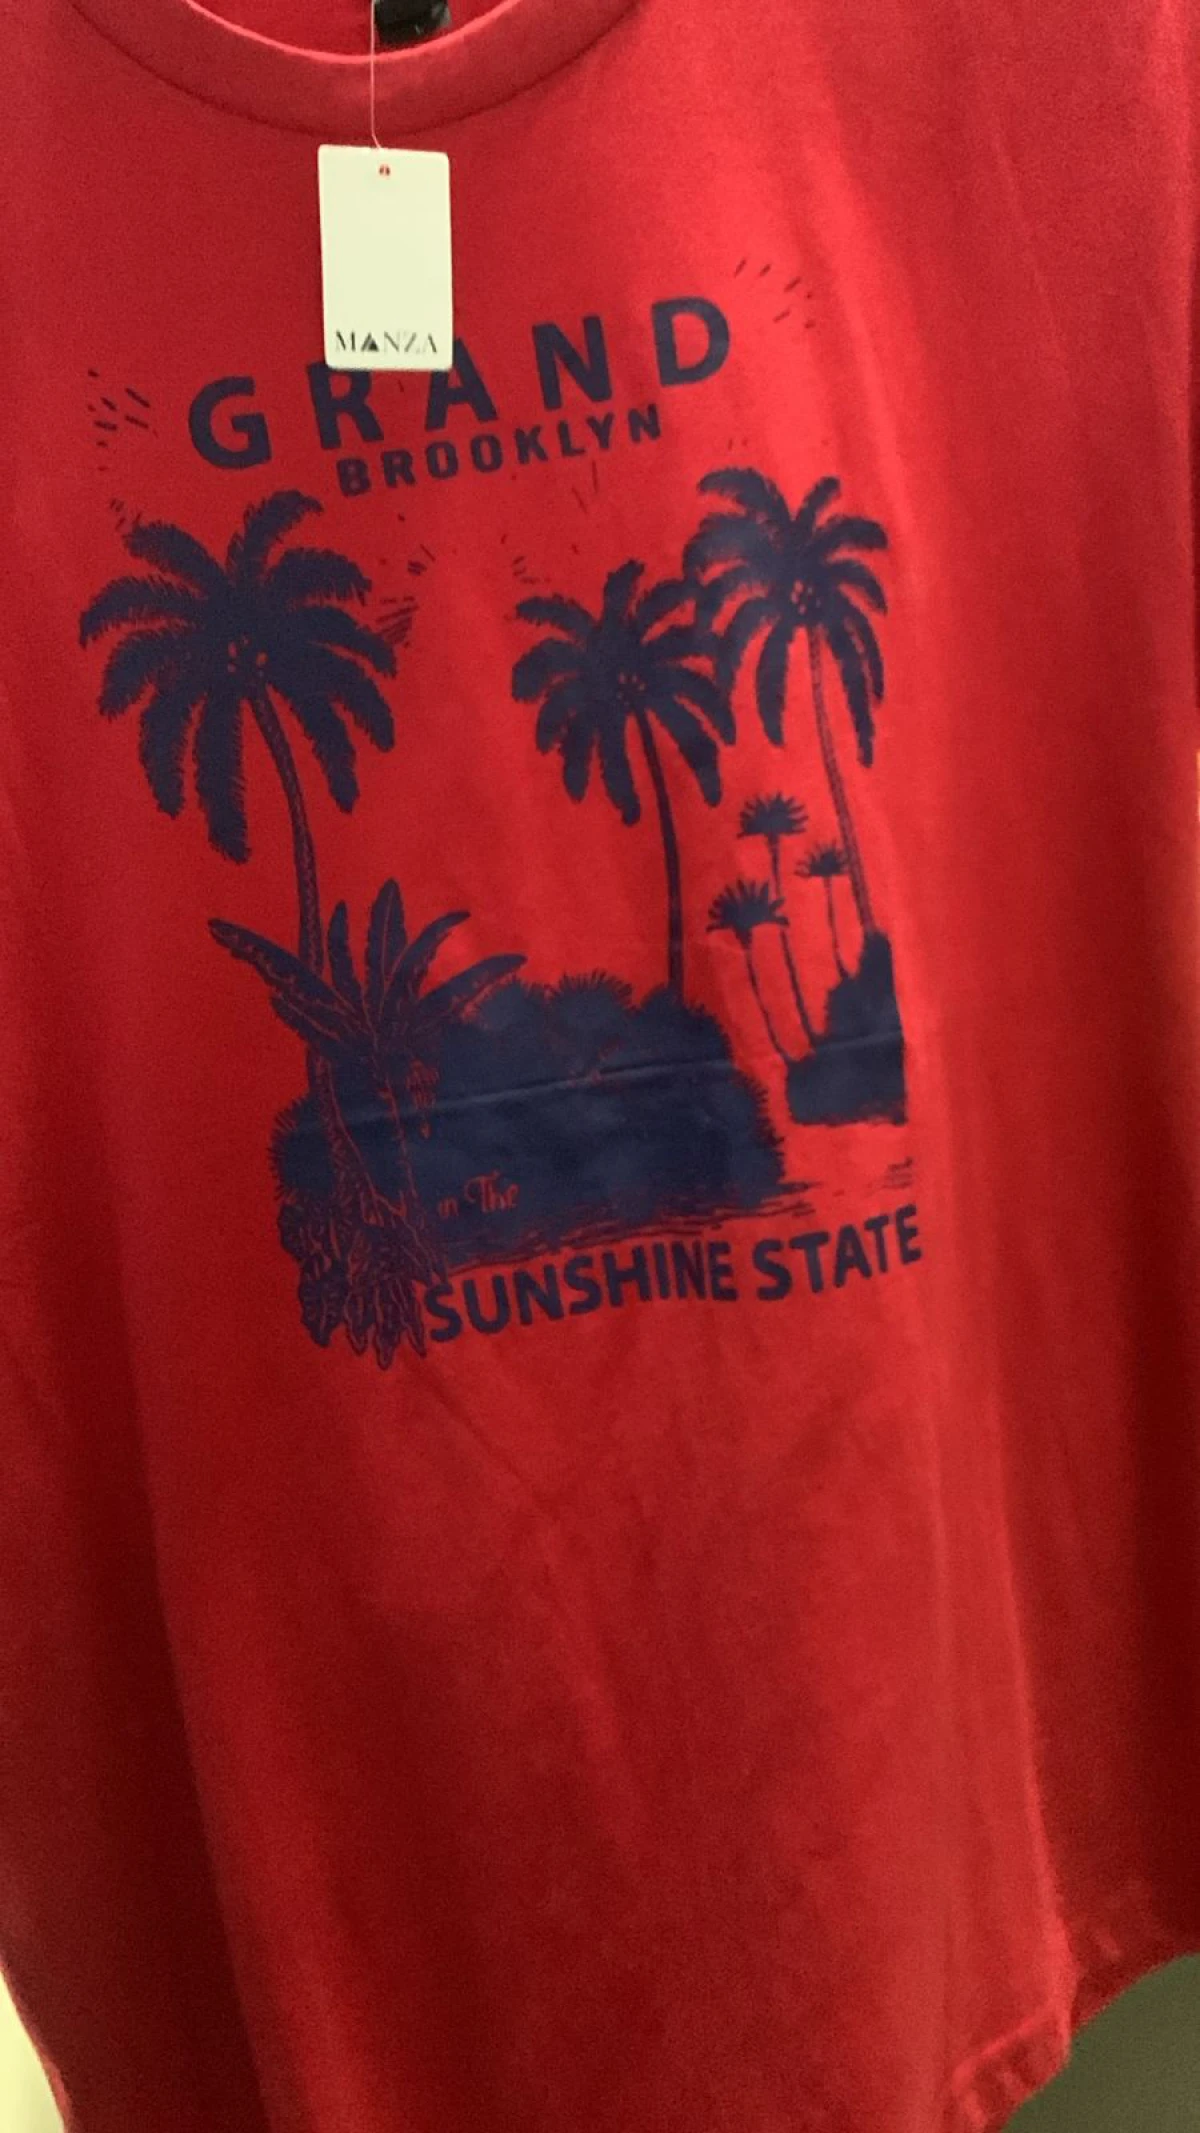 MANZA
GRAND
BROOKLYN
in The
SUNSHINE STATE